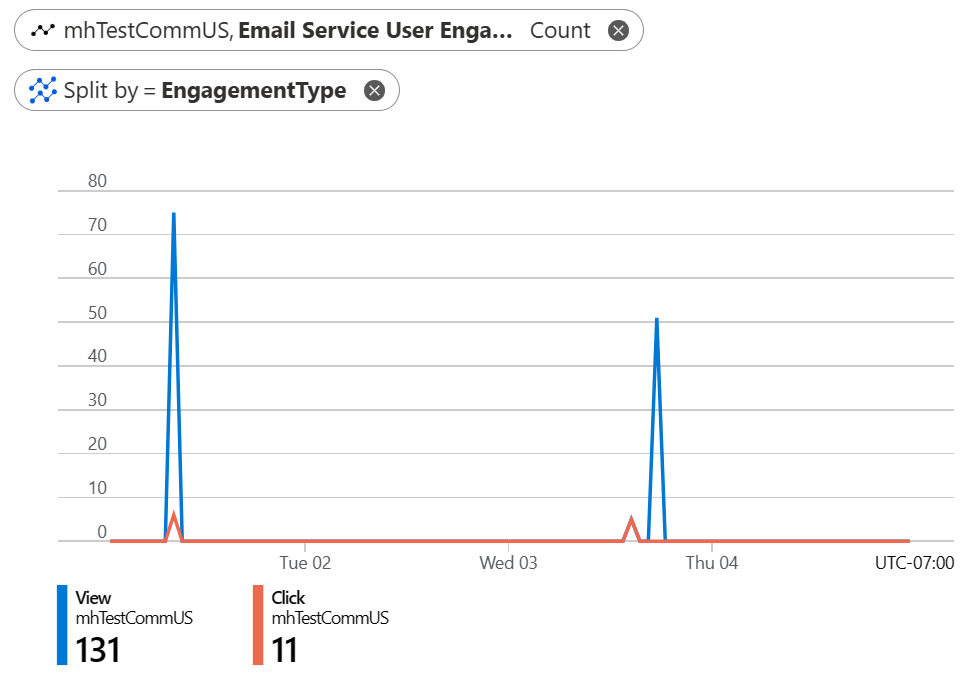 mhTestCommUS, Email Service User Enga... Count
Split by = EngagementType
80
70
60
50
40
30
20
10
0
Tue 02 Wed 03 Thu 04 UTC-07:00
View Click
mhTestCommUS mhTestCommUS
131 11